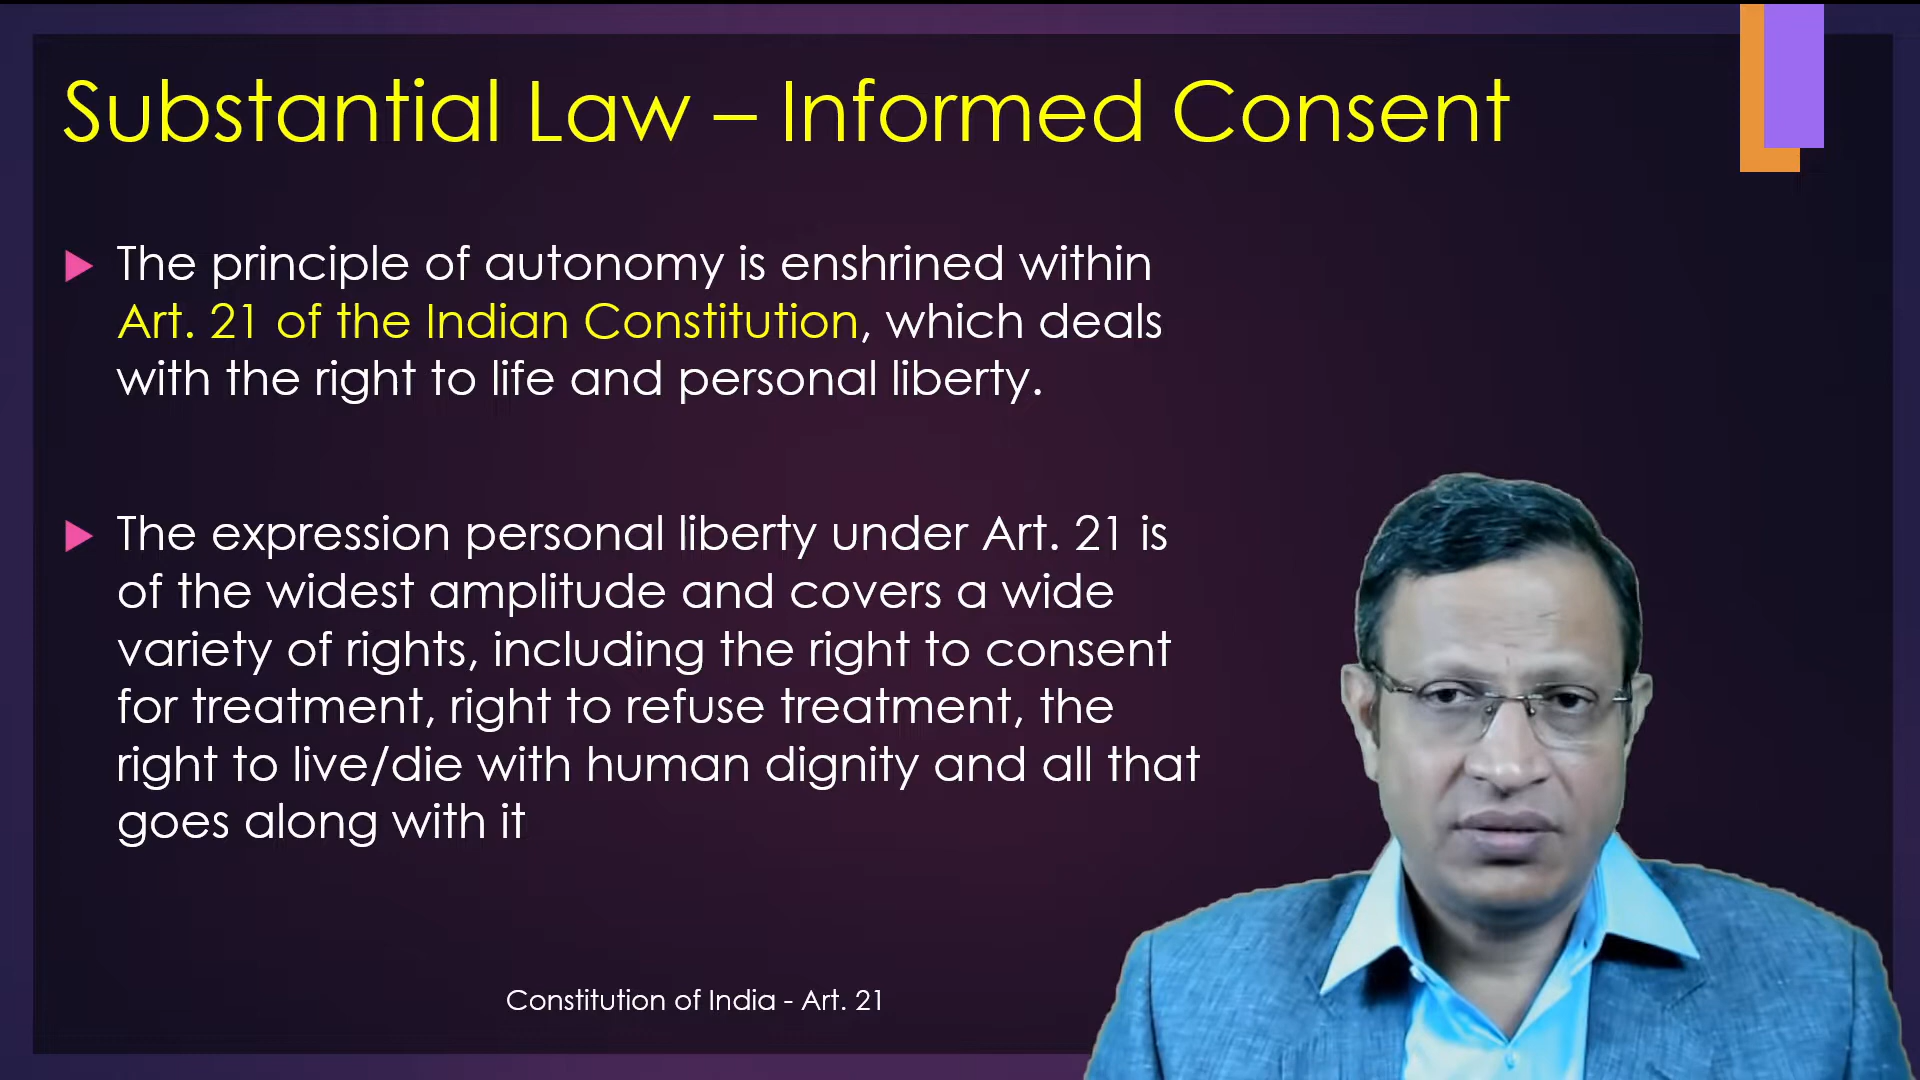 Substantial Law – Informed Consent
The principle of autonomy is enshrined within
Art. 21 of the Indian Constitution, which deals
with the right to life and personal liberty.
The expression personal liberty under Art. 21 is
of the widest amplitude and covers a wide
variety of rights, including the right to consent
for treatment, right to refuse treatment, the
right to live/die with human dignity and all that
goes along with it
Constitution of India - Art. 21